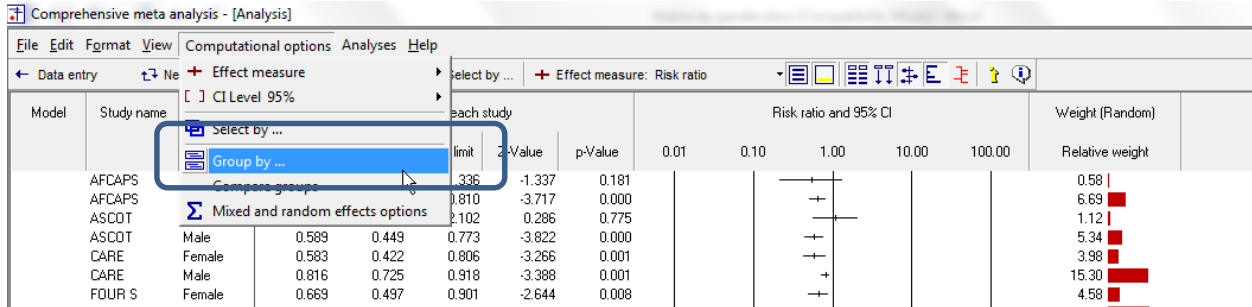 Comprehensive meta analysis - [Analysis]
File Edit Format View Computational options Analyses Help
← Data entry Ne Effect measure Select by ... Effect measure: Risk ratio
[ ] CI Level 95%
Model Study name each study Risk ratio and 95% CI Weight (Random)
Select by ...
limit Z-Value p-Value 0.01 0.10 1.00 10.00 100.00 Relative weight
Group by ...
AFCAPS .336 -1.337 0.181 0.58
Compare groups
AFCAPS 0.810 -3.717 0.000 6.69
Mixed and random effects options
ASCOT 2.102 0.286 0.775 1.12
ASCOT Male 0.589 0.449 0.773 -3.822 0.000 5.34
CARE Female 0.583 0.422 0.806 -3.266 0.001 3.98
CARE Male 0.816 0.725 0.918 -3.388 0.001 15.30
FOUR S Female 0.669 0.497 0.901 -2.644 0.008 4.58